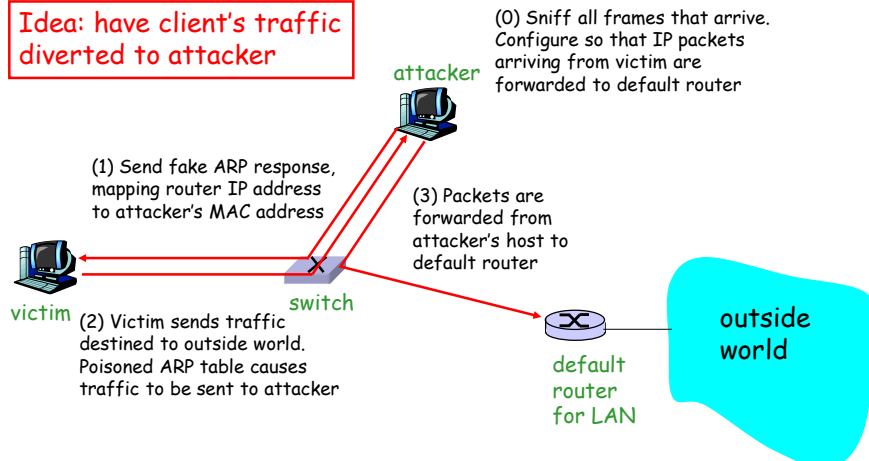 Idea: have client's traffic
diverted to attacker
(0) Sniff all frames that arrive.
Configure so that IP packets
arriving from victim are
forwarded to default router
attacker
(1) Send fake ARP response,
mapping router IP address
to attacker's MAC address
(3) Packets are
forwarded from
attacker's host to
default router
victim
switch
(2) Victim sends traffic
destined to outside world.
Poisoned ARP table causes
traffic to be sent to attacker
outside
world
default
router
for LAN